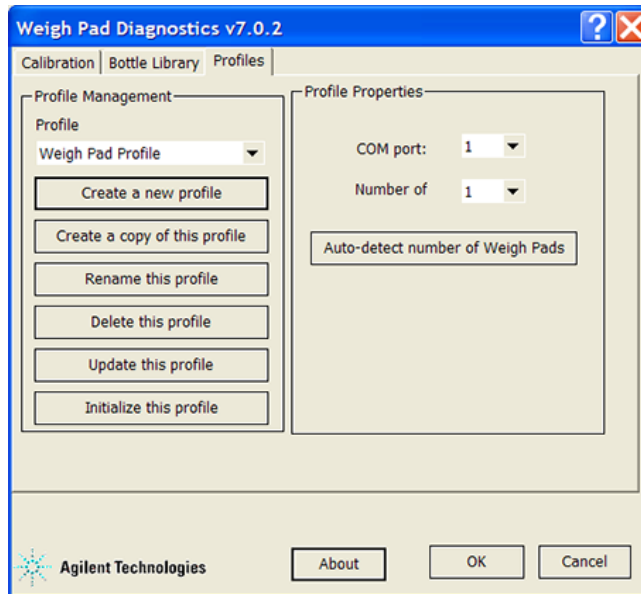 Weigh Pad Diagnostics v7.0.2
Calibration Bottle Library Profiles
Profile Management
Profile
Weigh Pad Profile
Create a new profile
Create a copy of this profile
Rename this profile
Delete this profile
Update this profile
Initialize this profile
Profile Properties
COM port: 1
Number of 1
Auto-detect number of Weigh Pads
Agilent Technologies
About
OK
Cancel